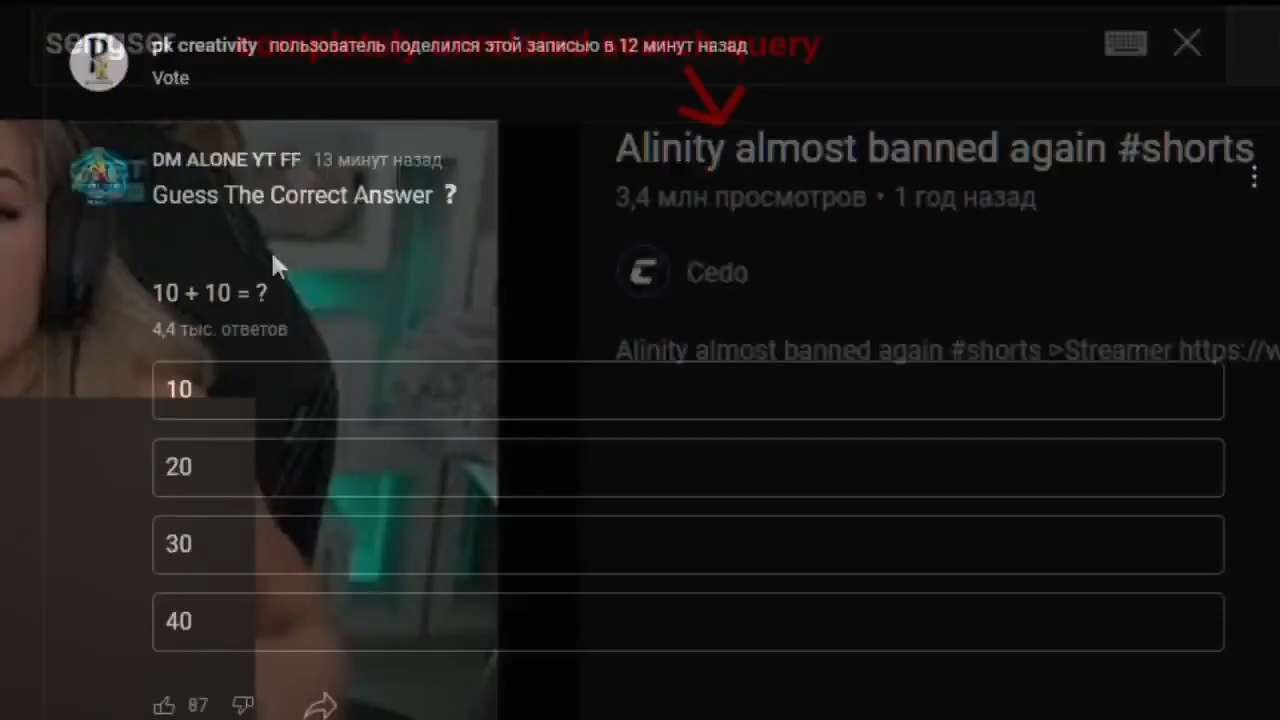 pk creativity пользователь поделился этой записью в 12 минут назад
Vote
DM ALONE YT FF 13 минут назад
Guess The Correct Answer ?
10 + 10 = ?
4,4 тыс. ответов
10
20
30
40
87
query
Alinity almost banned again #shorts
3,4 млн просмотров • 1 год назад
Cedo
Alinity almost banned again #shorts ▻Streamer https://w